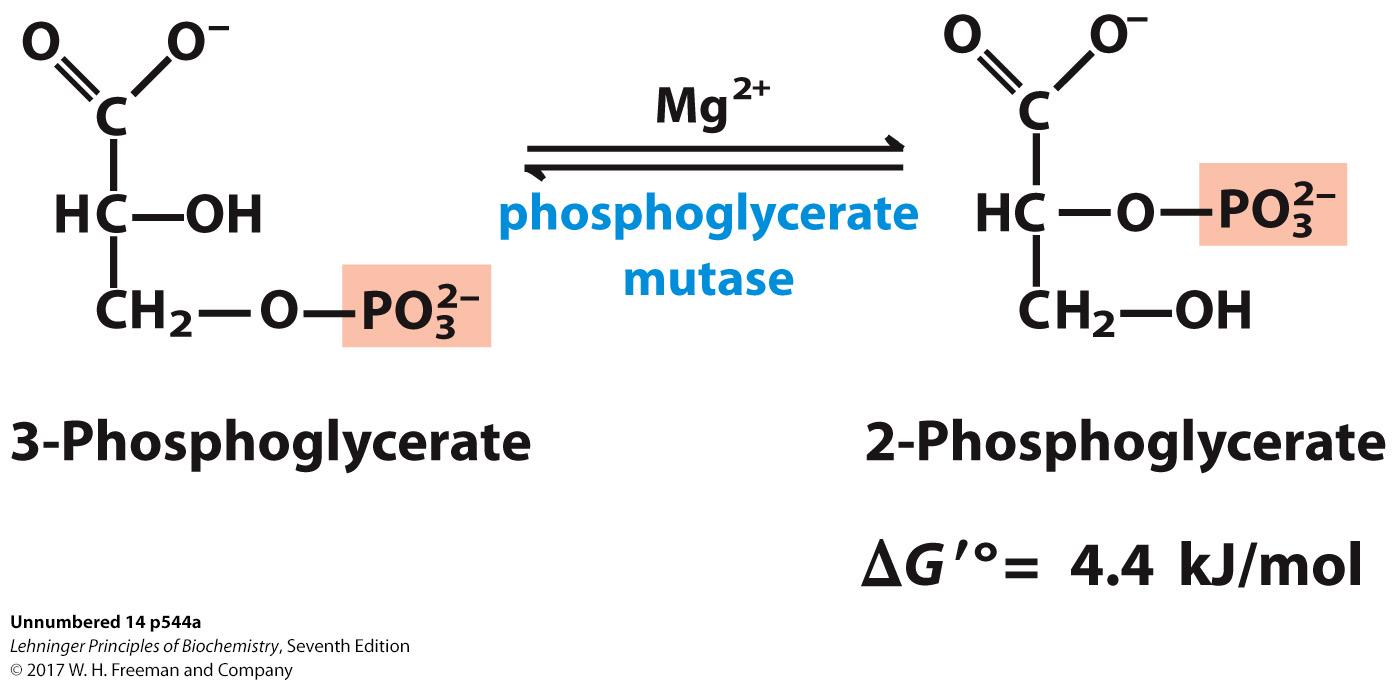 O O⁻
C
HC—OH
CH₂—O—PO₃²⁻
3-Phosphoglycerate
Mg²⁺
phosphoglycerate
mutase
O O⁻
C
HC—O—PO₃²⁻
CH₂—OH
2-Phosphoglycerate
ΔG′°= 4.4 kJ/mol
Unnumbered 14 p544a
Lehninger Principles of Biochemistry, Seventh Edition
© 2017 W. H. Freeman and Company